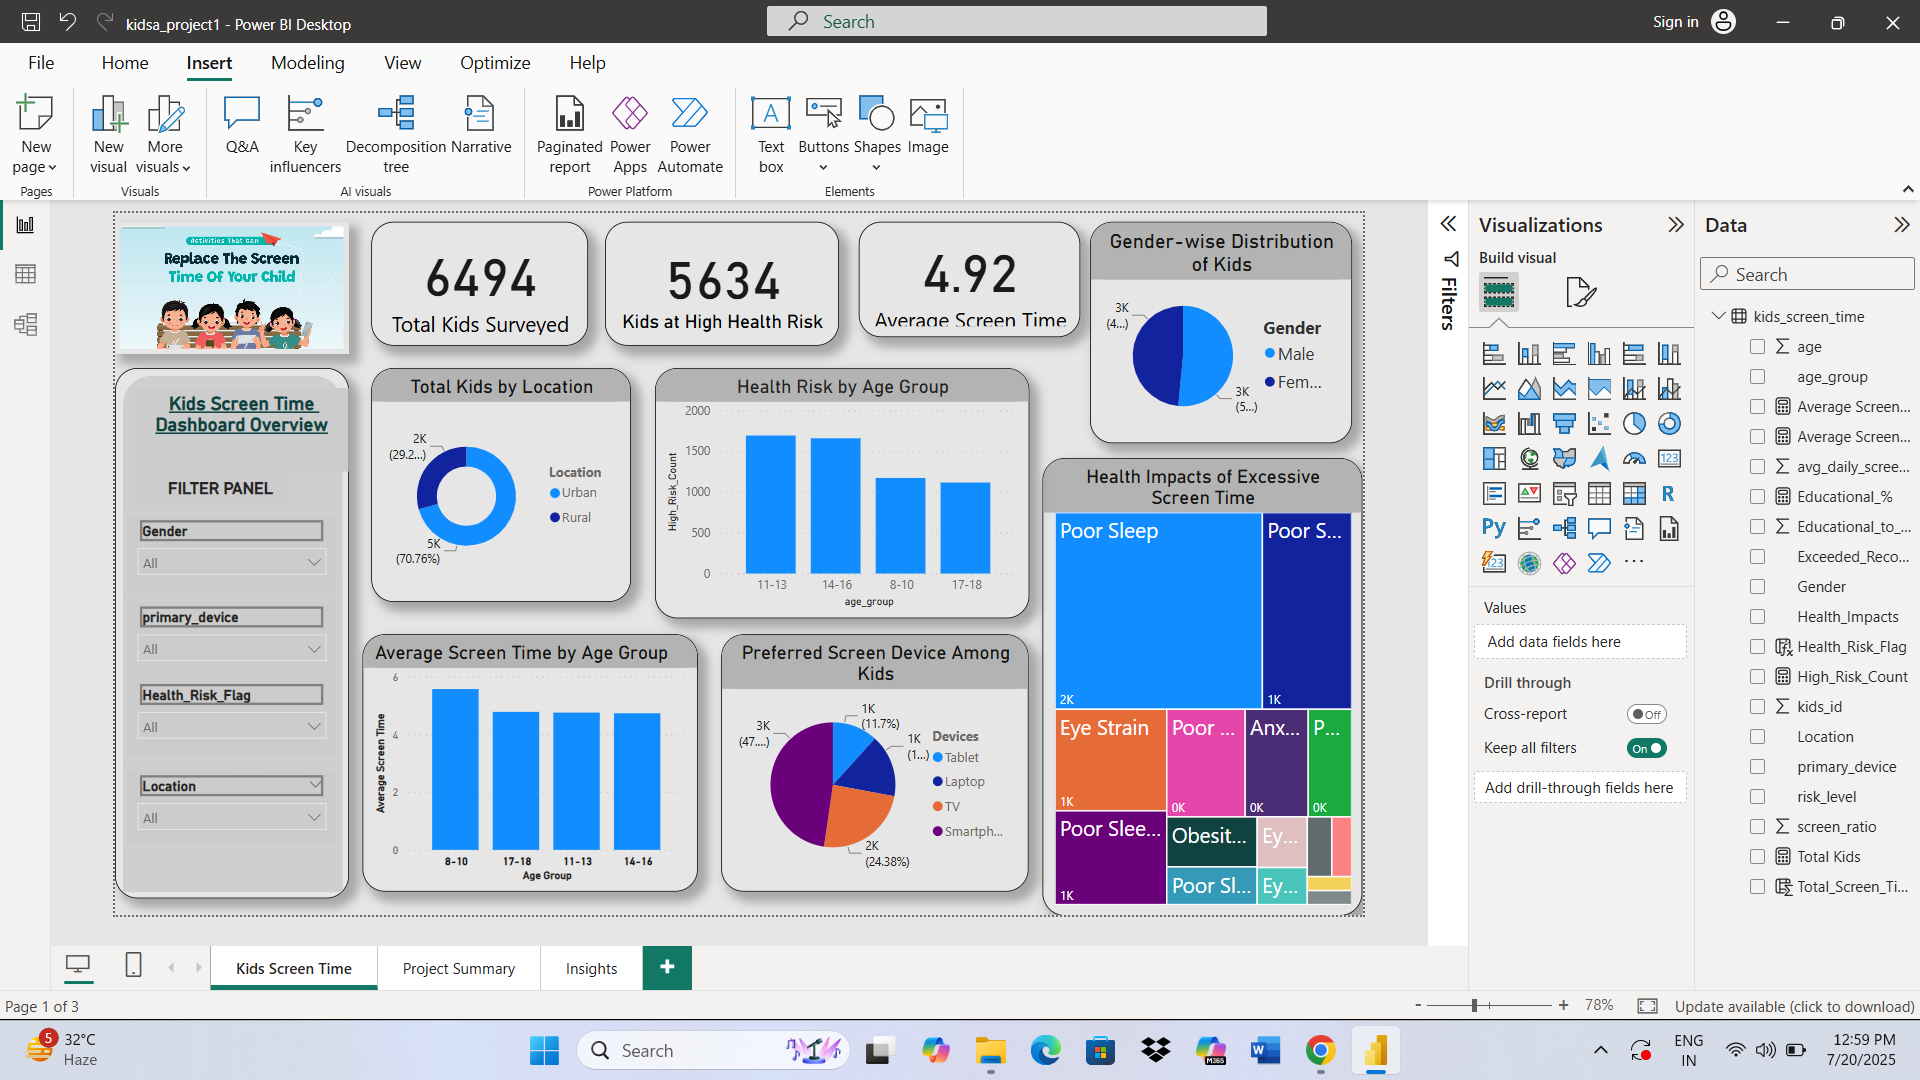 kidsa_project1 - Power BI Desktop
Search
Sign in
File
Home
Insert
Modeling
View
Optimize
Help
New page
New visual
More visuals
Q&A
Key influencers
Decomposition tree
Narrative
Paginated report
Power Apps
Power Automate
Text box
Buttons
Shapes
Image
Pages
Visuals
AI visuals
Power Platform
Elements
Activities That Can
Replace The Screen
Time Of Your Child
6494
Total Kids Surveyed
5634
Kids at High Health Risk
4.92
Average Screen Time
Gender-wise Distribution
of Kids
3K
(4...)
3K
(5...)
Gender
Male
Fem...
Kids Screen Time
Dashboard Overview
FILTER PANEL
Gender
All
primary_device
All
Health_Risk_Flag
All
Location
All
Total Kids by Location
2K
(29.2...)
5K
(70.76%)
Location
Urban
Rural
Health Risk by Age Group
High_Risk_Count
2000
1500
1000
500
0
11-13
14-16
8-10
17-18
age_group
Average Screen Time by Age Group
Average Screen Time
6
4
2
0
8-10
17-18
11-13
14-16
Age Group
Preferred Screen Device Among
Kids
1K
(11.7%)
1K
(1...)
2K
(24.38%)
3K
(47....)
Devices
Tablet
Laptop
TV
Smartph...
Health Impacts of Excessive
Screen Time
Poor Sleep
2K
Poor S...
1K
Eye Strain
1K
Poor ...
0K
Anx...
0K
P...
0K
Poor Slee...
1K
Obesit...
Ey...
Poor Sl...
Ey...
Filters
Visualizations
Build visual
123
R
Py
123
...
Values
Add data fields here
Drill through
Cross-report
Off
Keep all filters
On
Add drill-through fields here
Data
Search
kids_screen_time
age
age_group
Average Screen...
Average Screen...
avg_daily_scree...
Educational_%
Educational_to_...
Exceeded_Reco...
Gender
Health_Impacts
Health_Risk_Flag
High_Risk_Count
kids_id
Location
primary_device
risk_level
screen_ratio
Total Kids
Total_Screen_Ti...
Kids Screen Time
Project Summary
Insights
+
Page 1 of 3
- + 78%
Update available (click to download)
5
32°C
Haze
Search
M365
ENG
IN
12:59 PM
7/20/2025